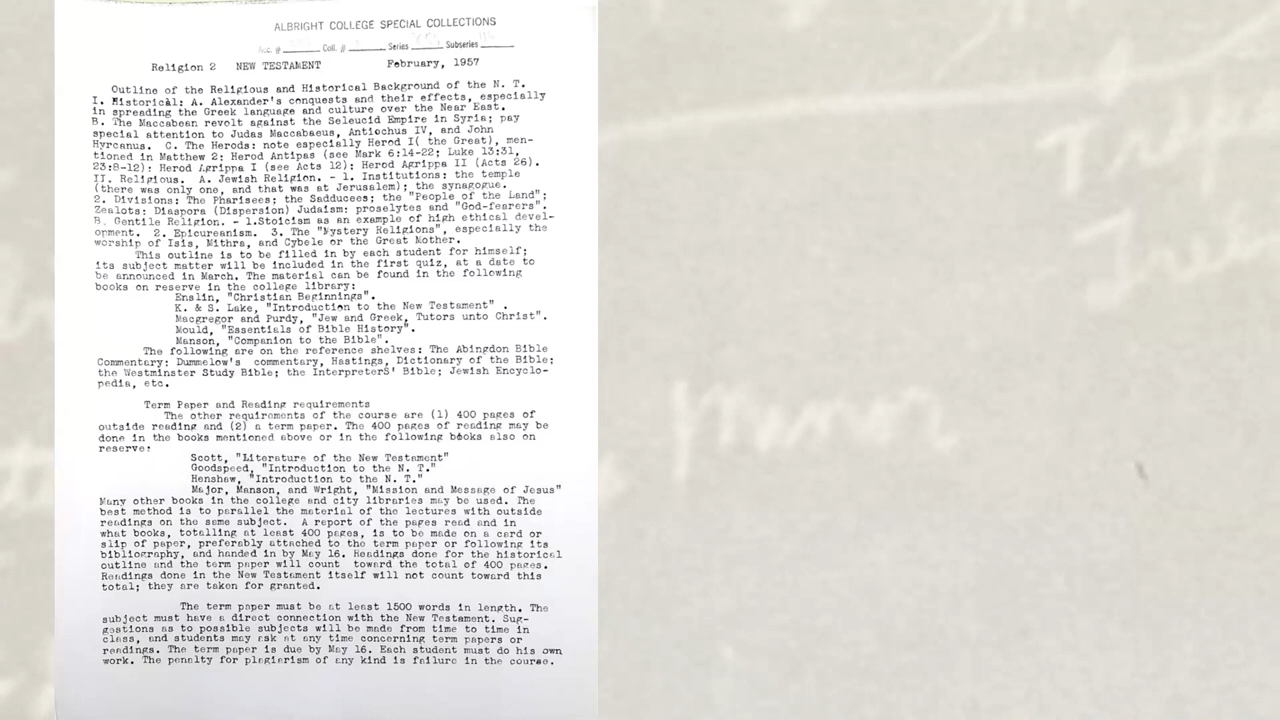 ALBRIGHT COLLEGE SPECIAL COLLECTIONS
Acc. # Coll. # Series Subseries
Religion 2 NEW TESTAMENT February, 1957
Outline of the Religious and Historical Background of the N. T.
I. Historical: A. Alexander's conquests and their effects, especially
in spreading the Greek language and culture over the Near East.
B. The Maccabean revolt against the Seleucid Empire in Syria; pay
special attention to Judas Maccabaeus, Antiochus IV, and John
Hyrcanus. C. The Herods: note especially Herod I( the Great), men-
tioned in Matthew 2; Herod Antipas (see Mark 6:14-22; Luke 13:31,
23:8-12): Herod Agrippa I (see Acts 12): Herod Agrippa II (Acts 26).
II. Religious. A. Jewish Religion. - 1. Institutions: the temple
(there was only one, and that was at Jerusalem); the synagogue.
2. Divisions: The Pharisees; the Sadducees; the "People of the Land";
Zealots: Diaspora (Dispersion) Judaism: proselytes and "God-fearers".
B. Gentile Religion. - 1.Stoicism as an example of high ethical devel-
opment. 2. Epicureanism. 3. The "Mystery Religions", especially the
worship of Isis, Mithra, and Cybele or the Great Mother.
This outline is to be filled in by each student for himself;
its subject matter will be included in the first quiz, at a date to
be announced in March. The material can be found in the following
books on reserve in the college library:
Enslin, "Christian Beginnings".
K. & S. Lake, "Introduction to the New Testament" .
Macgregor and Purdy, "Jew and Greek, Tutors unto Christ".
Mould, "Essentials of Bible History".
Manson, "Companion to the Bible".
The following are on the reference shelves: The Abingdon Bible
Commentary: Dummelow's commentary, Hastings, Dictionary of the Bible;
the Westminster Study Bible; the InterpreterS' Bible; Jewish Encyclo-
pedia, etc.
Term Paper and Reading requirements
The other requirements of the course are (1) 400 pages of
outside reading and (2) a term paper. The 400 pages of reading may be
done in the books mentioned above or in the following books also on
reserve:
Scott, "Literature of the New Testament"
Goodspeed, "Introduction to the N. T."
Henshaw, "Introduction to the N. T."
Major, Manson, and Wright, "Mission and Message of Jesus"
Many other books in the college and city libraries may be used. The
best method is to parallel the material of the lectures with outside
readings on the same subject. A report of the pages read and in
what books, totalling at least 400 pages, is to be made on a card or
slip of paper, preferably attached to the term paper or following its
bibliography, and handed in by May 16. Readings done for the historical
outline and the term paper will count toward the total of 400 pages.
Readings done in the New Testament itself will not count toward this
total; they are taken for granted.
The term paper must be at least 1500 words in length. The
subject must have a direct connection with the New Testament. Sug-
gestions as to possible subjects will be made from time to time in
class, and students may ask at any time concerning term papers or
readings. The term paper is due by May 16. Each student must do his own
work. The penalty for plagiarism of any kind is failure in the course.